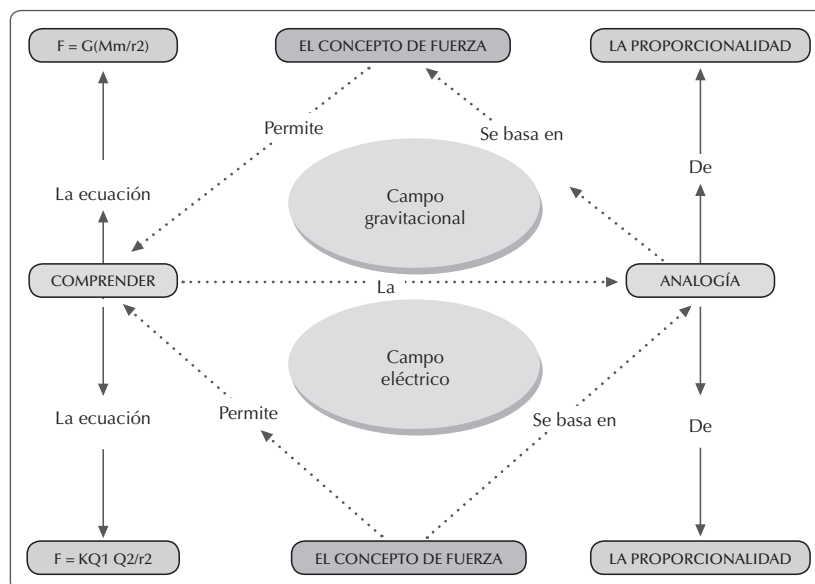 F = G(Mm/r2)
EL CONCEPTO DE FUERZA
LA PROPORCIONALIDAD
Permite
Se basa en
De
La ecuación
Campo
gravitacional
COMPRENDER
La
ANALOGÍA
Campo
eléctrico
La ecuación
Permite
Se basa en
De
F = KQ1 Q2/r2
EL CONCEPTO DE FUERZA
LA PROPORCIONALIDAD